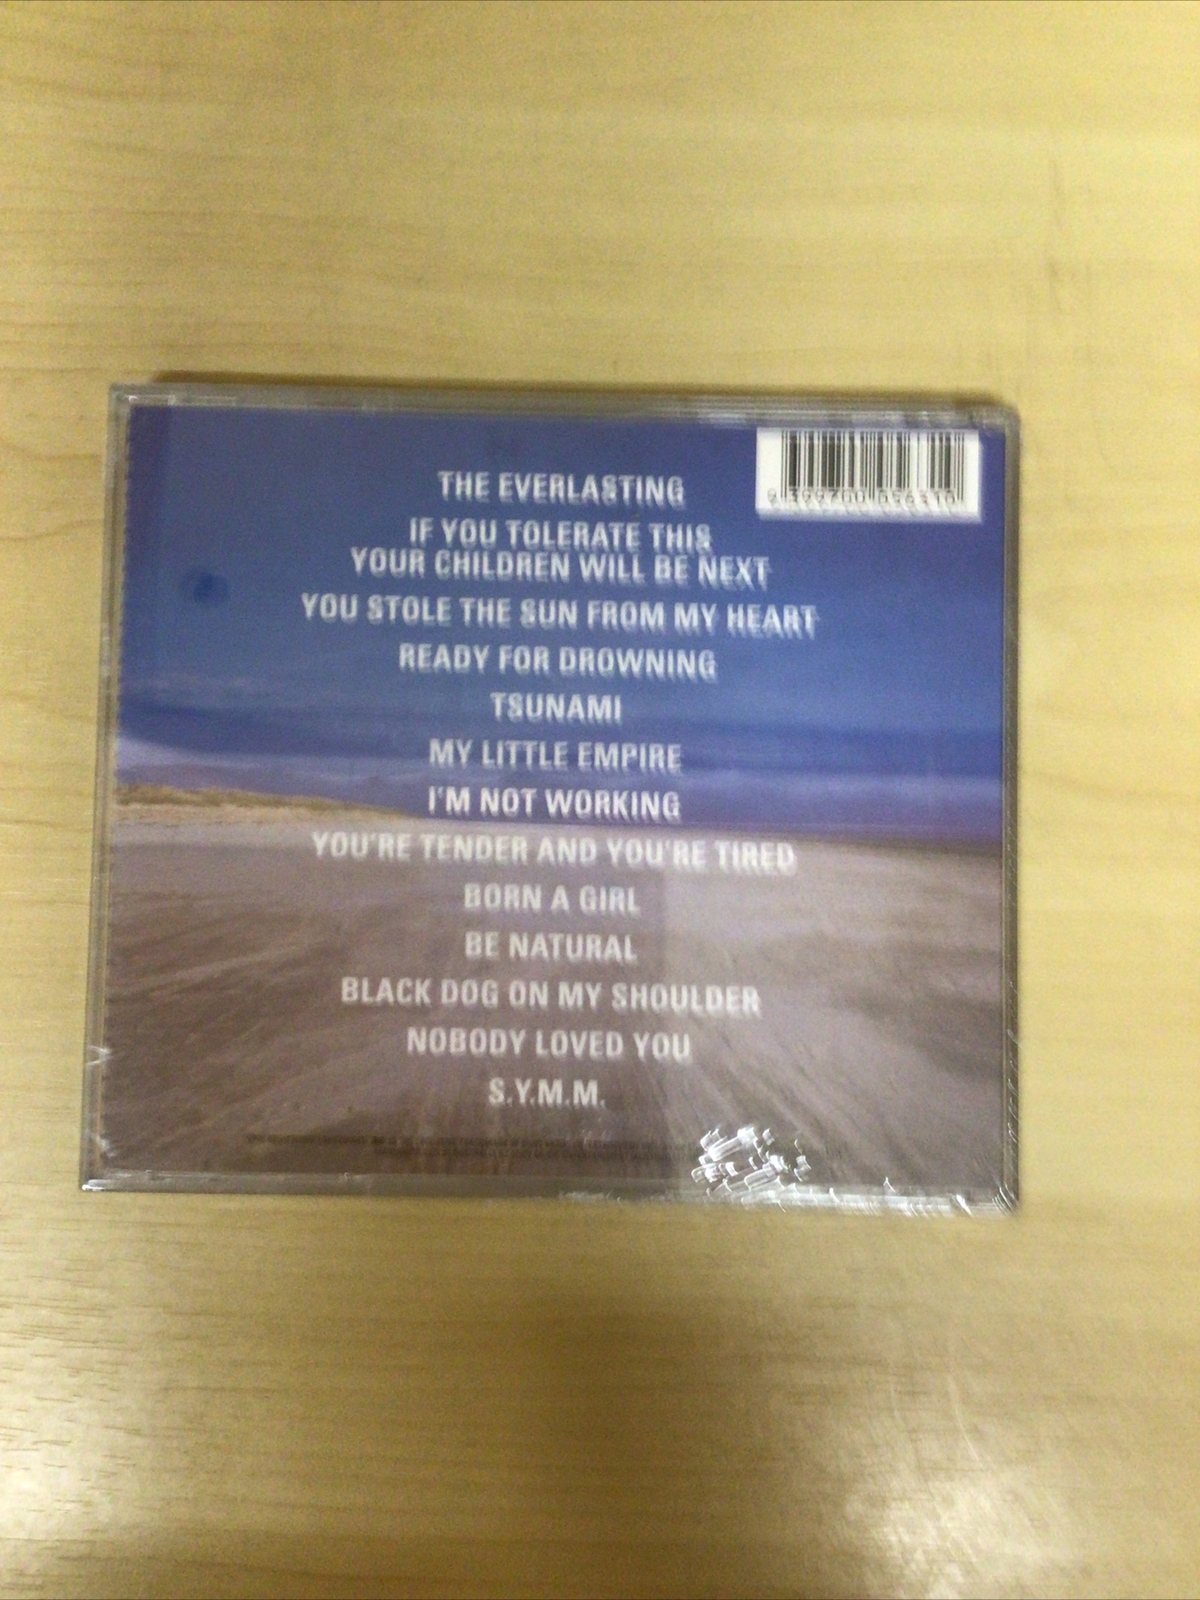 THE EVERLASTING
IF YOU TOLERATE THIS
YOUR CHILDREN WILL BE NEXT
YOU STOLE THE SUN FROM MY HEART
READY FOR DROWNING
TSUNAMI
MY LITTLE EMPIRE
I'M NOT WORKING
YOU'RE TENDER AND YOU'RE TIRED
BORN A GIRL
BE NATURAL
BLACK DOG ON MY SHOULDER
NOBODY LOVED YOU
S.Y.M.M.